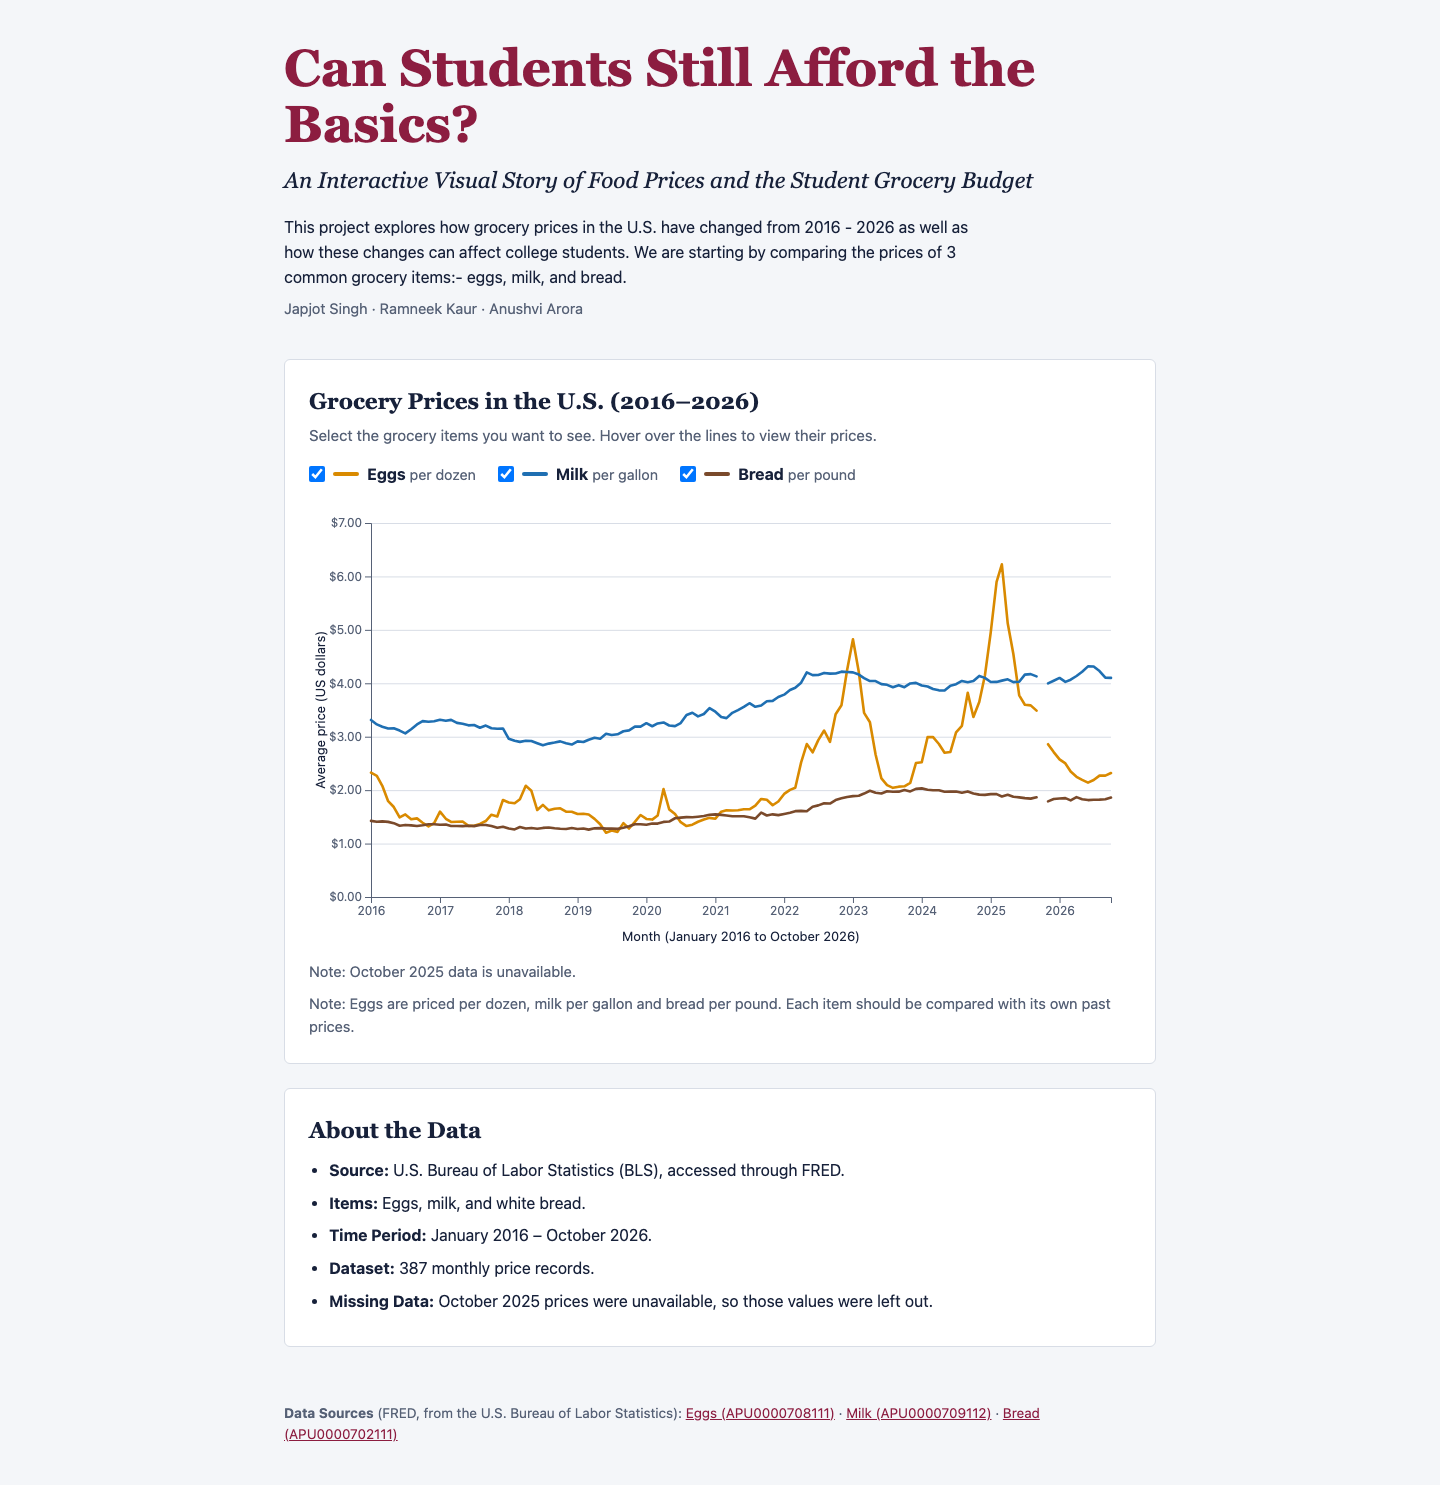 Can Students Still Afford the
Basics?
An Interactive Visual Story of Food Prices and the Student Grocery Budget
This project explores how grocery prices in the U.S. have changed from 2016 - 2026 as well as
how these changes can affect college students. We are starting by comparing the prices of 3
common grocery items:- eggs, milk, and bread.
Japjot Singh · Ramneek Kaur · Anushvi Arora
Grocery Prices in the U.S. (2016–2026)
Select the grocery items you want to see. Hover over the lines to view their prices.
Eggs per dozen Milk per gallon Bread per pound
$7.00
$6.00
$5.00
$4.00
$3.00
$2.00
$1.00
$0.00
Average price (US dollars)
2016 2017 2018 2019 2020 2021 2022 2023 2024 2025 2026
Month (January 2016 to October 2026)
Note: October 2025 data is unavailable.
Note: Eggs are priced per dozen, milk per gallon and bread per pound. Each item should be compared with its own past
prices.
About the Data
• Source: U.S. Bureau of Labor Statistics (BLS), accessed through FRED.
• Items: Eggs, milk, and white bread.
• Time Period: January 2016 – October 2026.
• Dataset: 387 monthly price records.
• Missing Data: October 2025 prices were unavailable, so those values were left out.
Data Sources (FRED, from the U.S. Bureau of Labor Statistics): Eggs (APU0000708111) · Milk (APU0000709112) · Bread
(APU0000702111)